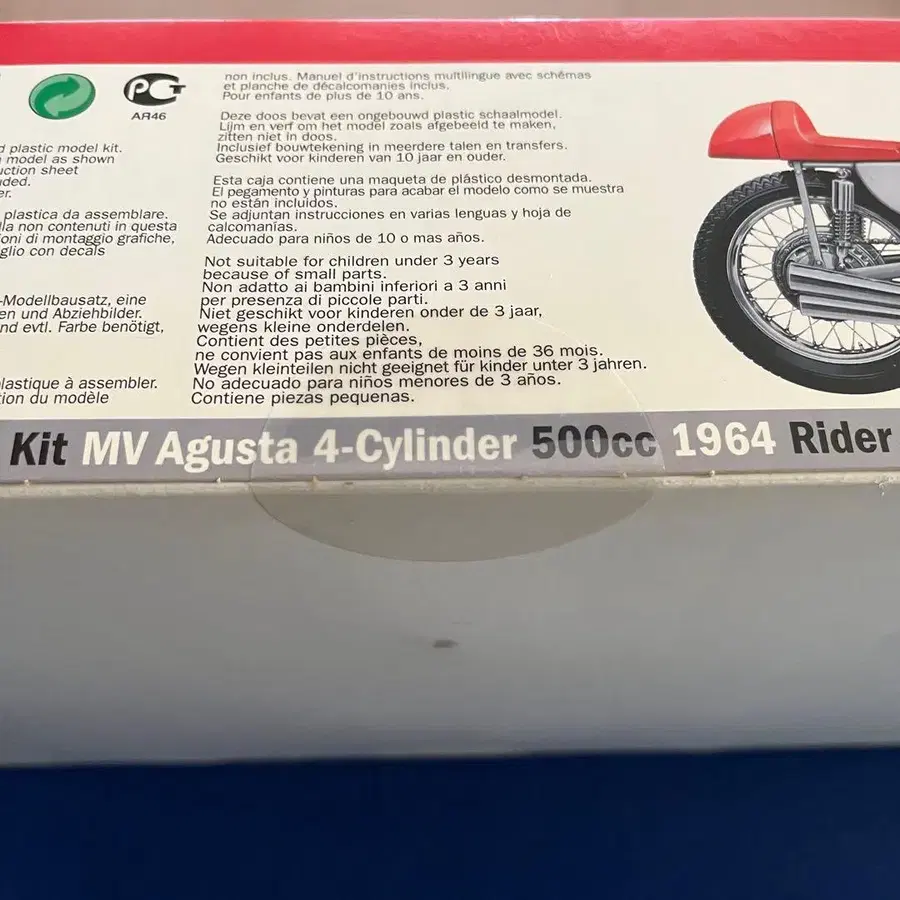 PCT
AR46
d plastic model kit.
model as shown
uction sheet
uded.
er.
plastica da assemblare.
lla non contenuti in questa
oni di montaggio grafiche,
glio con decals
-Modellbausatz, eine
en und Abziehbilder.
nd evtl. Farbe benötigt,
lastique à assembler.
tion du modèle
non inclus. Manuel d'instructions multilingue avec schémas
et planche de décalcomanies inclus.
Pour enfants de plus de 10 ans.
Deze doos bevat een ongebouwd plastic schaalmodel.
Lijm en verf om het model zoals afgebeeld te maken,
zitten niet in doos.
Inclusief bouwtekening in meerdere talen en transfers.
Geschikt voor kinderen van 10 jaar en ouder.
Esta caja contiene una maqueta de plástico desmontada.
El pegamento y pinturas para acabar el modelo como se muestra
no están incluidos.
Se adjuntan instrucciones en varias lenguas y hoja de
calcomanías.
Adecuado para niños de 10 o mas años.
Not suitable for children under 3 years
because of small parts.
Non adatto ai bambini inferiori a 3 anni
per presenza di piccole parti.
Niet geschikt voor kinderen onder de 3 jaar,
wegens kleine onderdelen.
Contient des petites pièces,
ne convient pas aux enfants de moins de 36 mois.
Wegen kleinteilen nicht geeignet für kinder unter 3 jahren.
No adecuado para niños menores de 3 años.
Contiene piezas pequenas.
Kit MV Agusta 4-Cylinder 500cc 1964 Rider